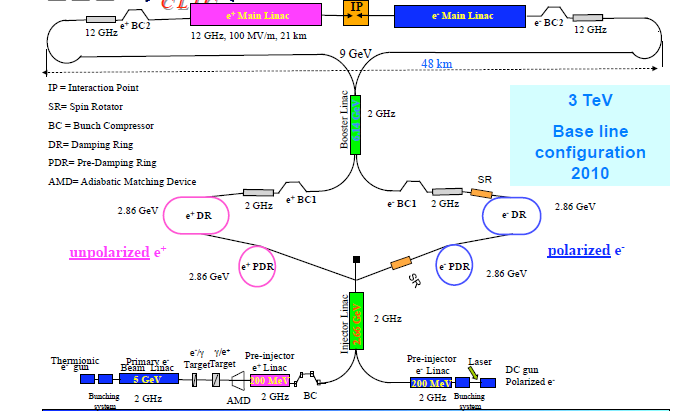 CLIC
e⁺ Main Linac
IP
e⁻ Main Linac
12 GHz
e⁺ BC2
12 GHz, 100 MV/m, 21 km
e⁻ BC2
12 GHz
9 GeV
48 km
IP = Interaction Point
SR= Spin Rotator
BC = Bunch Compressor
DR= Damping Ring
PDR= Pre-Damping Ring
AMD= Adiabatic Matching Device
Booster Linac
2 GHz
3 TeV
Base line
configuration
2010
SR
2 GHz
e⁺ BC1
e⁻ BC1
2 GHz
2.86 GeV
e⁺ DR
e⁻ DR
2.86 GeV
unpolarized e⁺
polarized e⁻
e⁺ PDR
2.86 GeV
SR
e⁻ PDR
2.86 GeV
Injector Linac
2 GHz
Thermionic
e⁻ gun
Primary e⁻
Beam Linac
5 GeV
Bunching
system
2 GHz
e⁻/γ
Target
γ/e⁺
Target
AMD
Pre-injector
e⁺ Linac
200 MeV
2 GHz
BC
Pre-injector
e⁻ Linac
200 MeV
2 GHz
Laser
Bunching
system
DC gun
Polarized e⁻